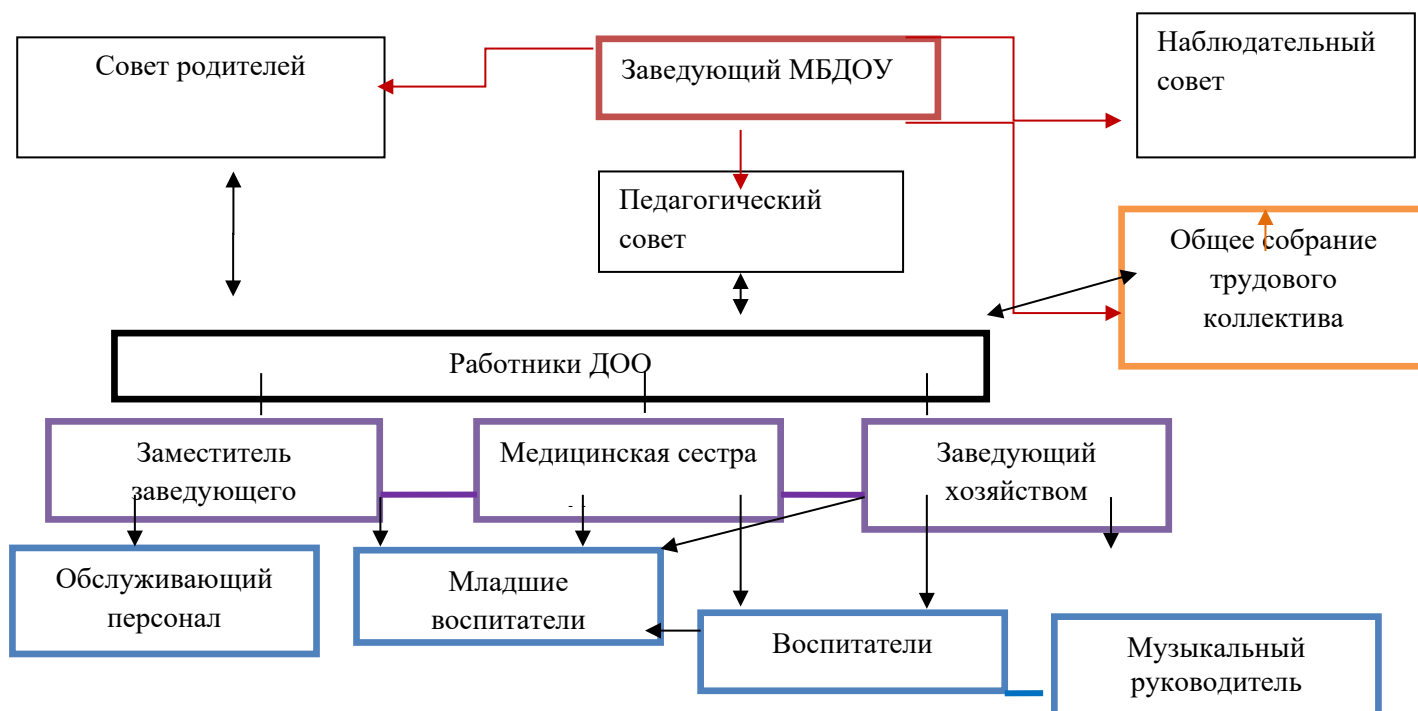 Совет родителей
Заведующий МБДОУ
Наблюдательный
совет
Педагогический
совет
Общее собрание
трудового
коллектива
Работники ДОО
Заместитель
заведующего
Медицинская сестра
Заведующий
хозяйством
Обслуживающий
персонал
Младшие
воспитатели
Воспитатели
Музыкальный
руководитель